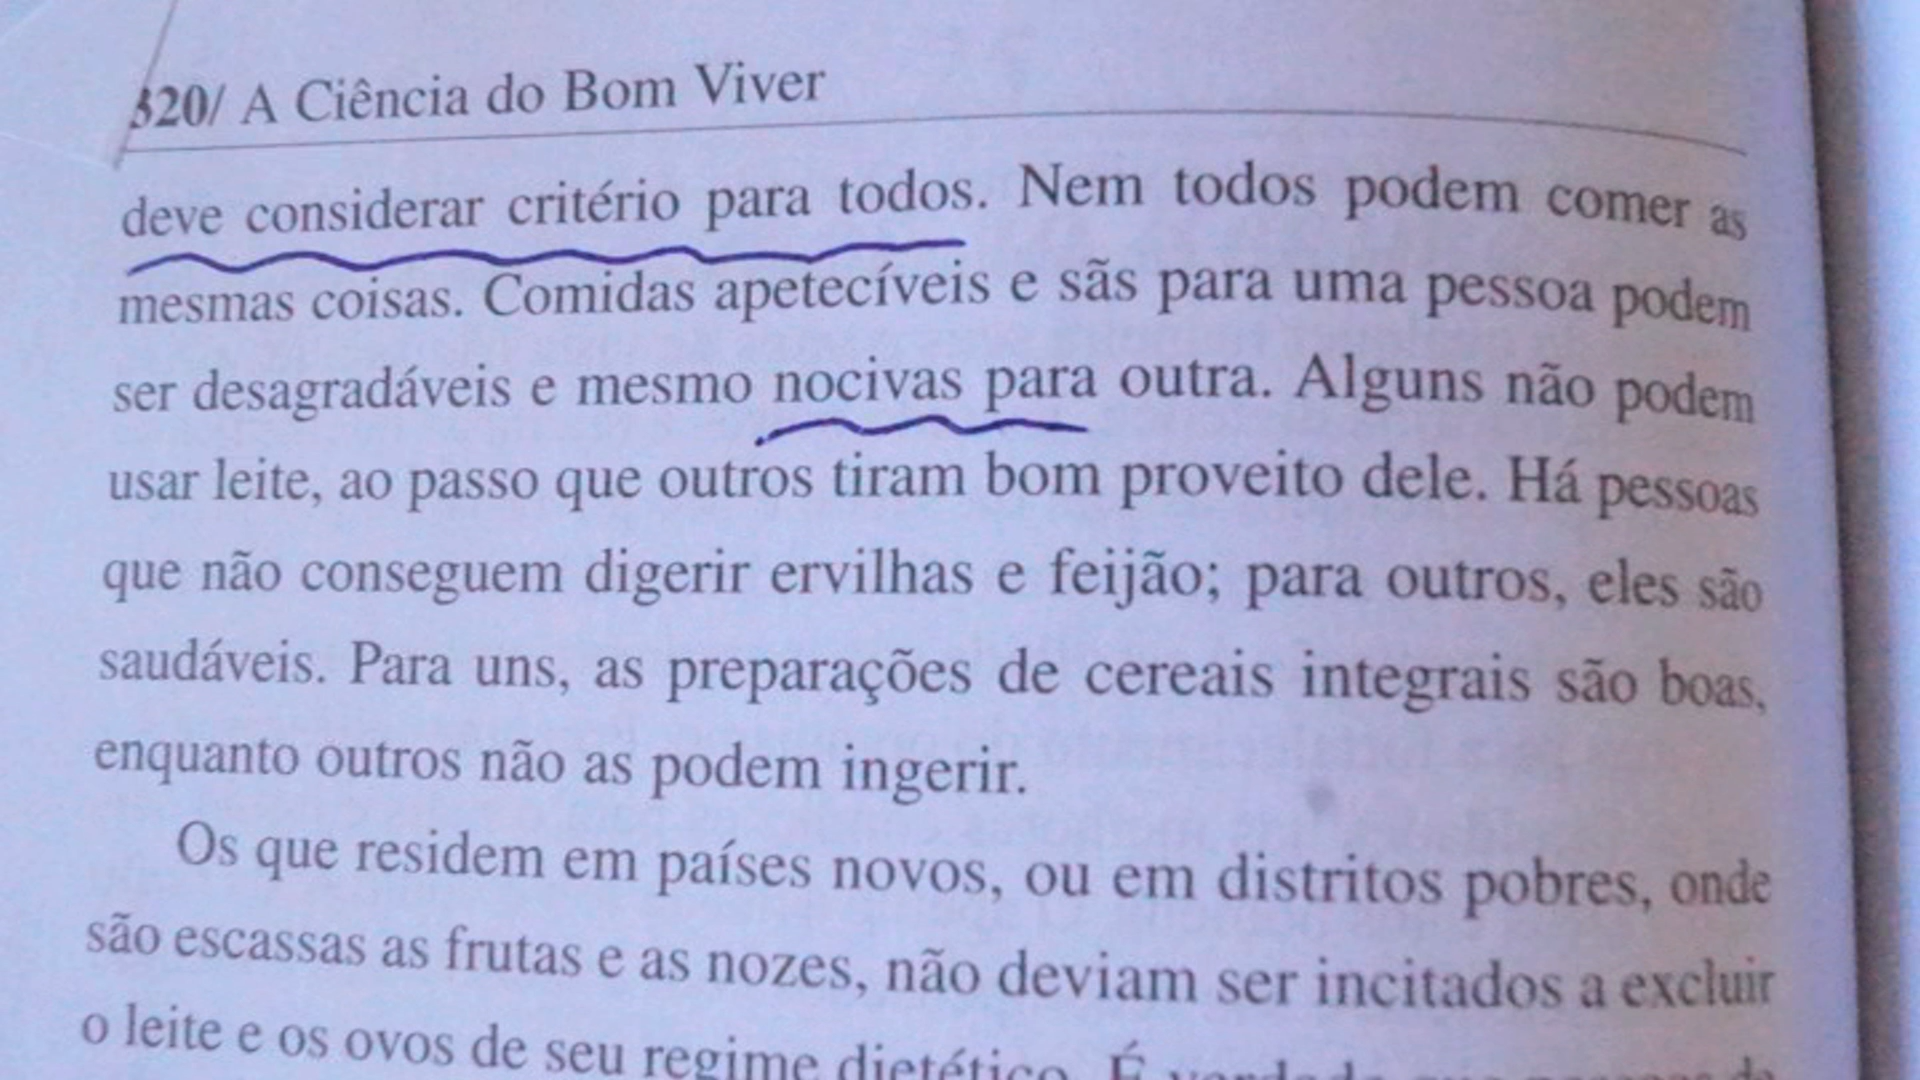 320/ A Ciência do Bom Viver
deve considerar critério para todos. Nem todos podem comer as
mesmas coisas. Comidas apetecíveis e sãs para uma pessoa podem
ser desagradáveis e mesmo nocivas para outra. Alguns não podem
usar leite, ao passo que outros tiram bom proveito dele. Há pessoas
que não conseguem digerir ervilhas e feijão; para outros, eles são
saudáveis. Para uns, as preparações de cereais integrais são boas,
enquanto outros não as podem ingerir.
Os que residem em países novos, ou em distritos pobres, onde
são escassas as frutas e as nozes, não deviam ser incitados a excluir
o leite e os ovos de seu regime dietético. É verdade